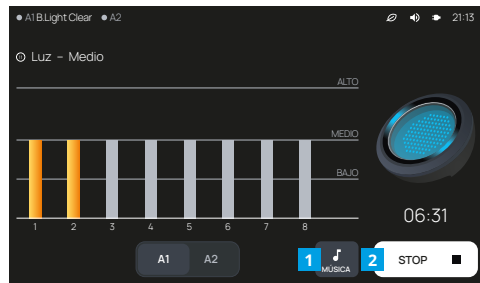 A1 B.Light Clear A2 21:13
Luz – Medio
ALTO
MEDIO
BAJO
1 2 3 4 5 6 7 8
06:31
A1 A2
1 MÚSICA 2 STOP